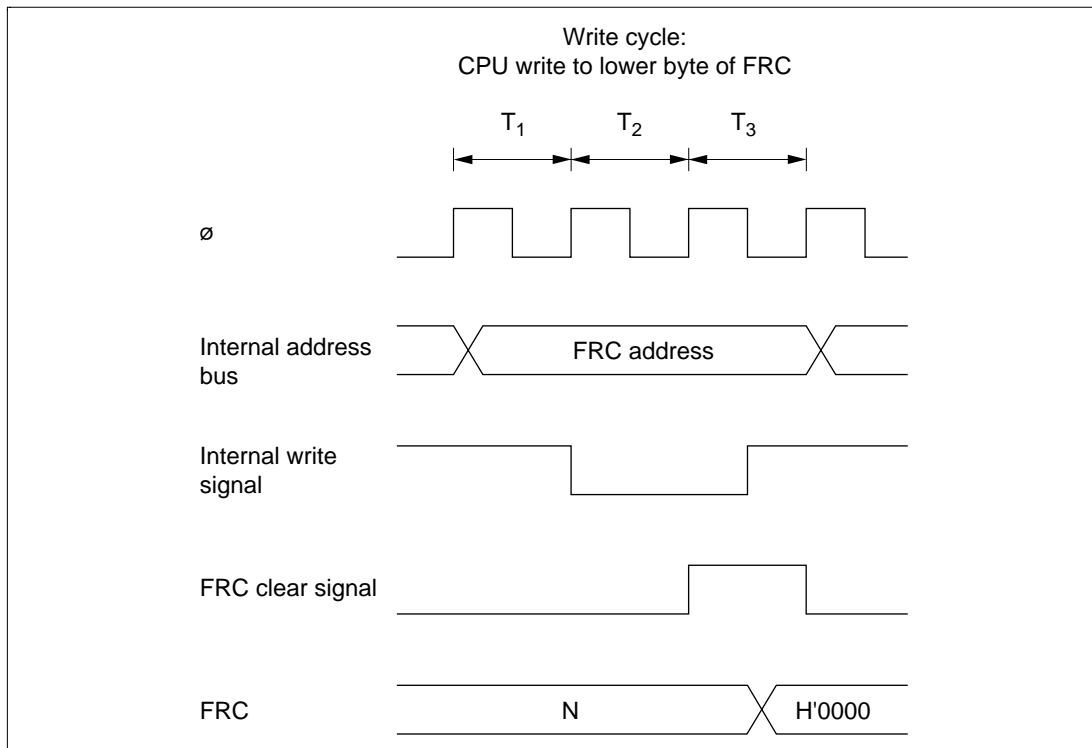 Write cycle:
CPU write to lower byte of FRC
T1 T2 T3
ø
Internal address
bus
FRC address
Internal write
signal
FRC clear signal
FRC
N
H'0000